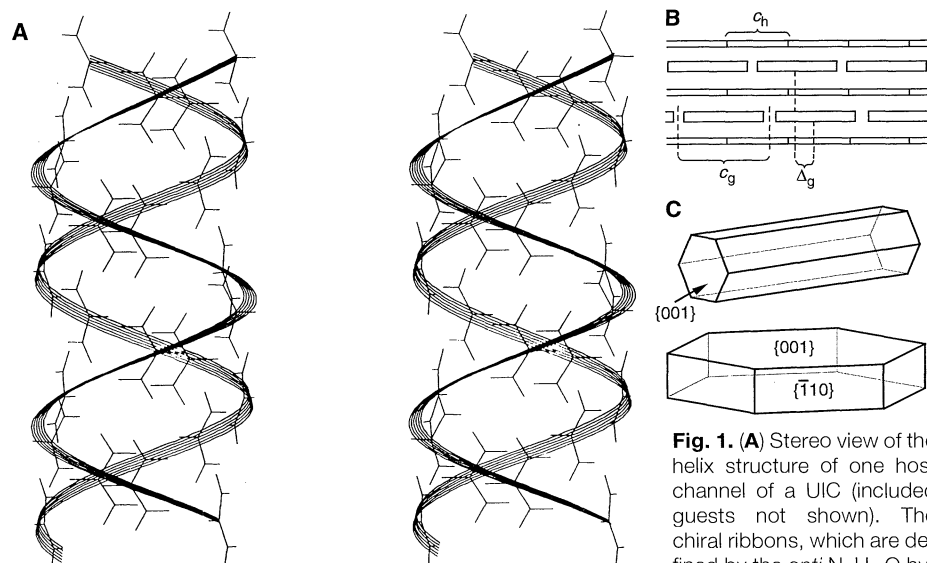 A
B
c_h
c_g
Δ_g
C
{001}
{001}
{1̄10}
Fig. 1. (A) Stereo view of the
helix structure of one hos
channel of a UIC (included
guests not shown). The
chiral ribbons, which are de